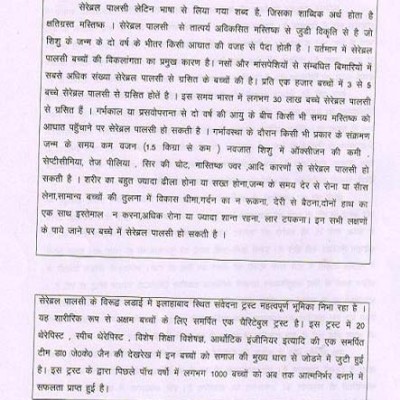 सेरेब्रल पालसी लेटिन भाषा से लिया गया शब्द है, जिसका शाब्दिक अर्थ होता है
क्षतिग्रस्त मस्तिष्क । सेरेब्रल पालसी से तात्पर्य अविकसित मस्तिष्क से जुडी विकृति से है जो
शिशु के जन्म के दो वर्ष के भीतर किसी आघात की वजह से पैदा होती है । वर्तमान में सेरेब्रल
पालसी बच्चों की विकलांगता का प्रमुख कारण है। नसों और मांसपेशियों से सम्बंधित बिमारियों में
सबसे अधिक संख्या सेरेब्रल पालसी से ग्रसित के बच्चों की है। प्रति एक हजार बच्चों में 3 से 5
बच्चे सेरेब्रल पालसी से ग्रसित होते है । इस समय भारत में लगभग 30 लाख बच्चे सेरेब्रल पालसी
से ग्रसित हैं । गर्भकाल या प्रसवोपरान्त से दो वर्ष की आयु के बीच किसी भी समय मस्तिष्क को
आघात पहुँचाने पर सेरेब्रल पालसी हो सकती है । गर्भावस्था के दौरान किसी भी प्रकार के संक्रमण
जन्म के समय कम वजन (1.5 किग्रा से कम) नवजात शिशु में ऑक्सीजन की कमी ,
सेप्टीसीमिया, तेज पीलिया , सिर की चोट, मास्तिष्क ज्वर ,आदि कारणों से सेरेब्रल पालसी हो
सकती है । शरीर का बहुत ज्यादा ढीला होना या सख्त होना,जन्म के समय देर से रोना या सीस
लेना,सामान्य बच्चों की तुलना में विकास धीमा,गर्दन का न रूकना, देरी से बैठना,दोनों हाथ का
एक साथ इस्तेमाल न करना,अधिक रोना या ज्यादा शान्त रहना, लार टपकना। इन सभी लक्षणों
के पाये जाने पर बच्चे में सेरेब्रल पालसी हो सकती है ।
सेरेब्रल पालसी के विरूद्ध लडाई में इलाहाबाद स्थित संवेदना ट्रस्ट महत्वपूर्ण भूमिका निभा रहा है ।
यह शारीरिक रूप से अक्षम बच्चों के लिए समर्पित एक चैरिटेबुल ट्रस्ट है। इस ट्रस्ट में 20
थेरेपिस्ट , स्पीच थेरेपिस्ट , विशेष शिक्षा विशेषज्ञ, आर्थोटिक इंजीनियर इत्यादि की एक समर्पित
टीम डा0 जे0के0 जैन की देखरेख में इन बच्चों को समाज की मुख्य धारा से जोडने में जुटी हुई
है। इस ट्रस्ट के द्वारा पिछले पाँच वर्षो में लगभग 1000 बच्चों को अब तक आत्मनिर्भर बनाने में
सफलता प्राप्त हुई है।